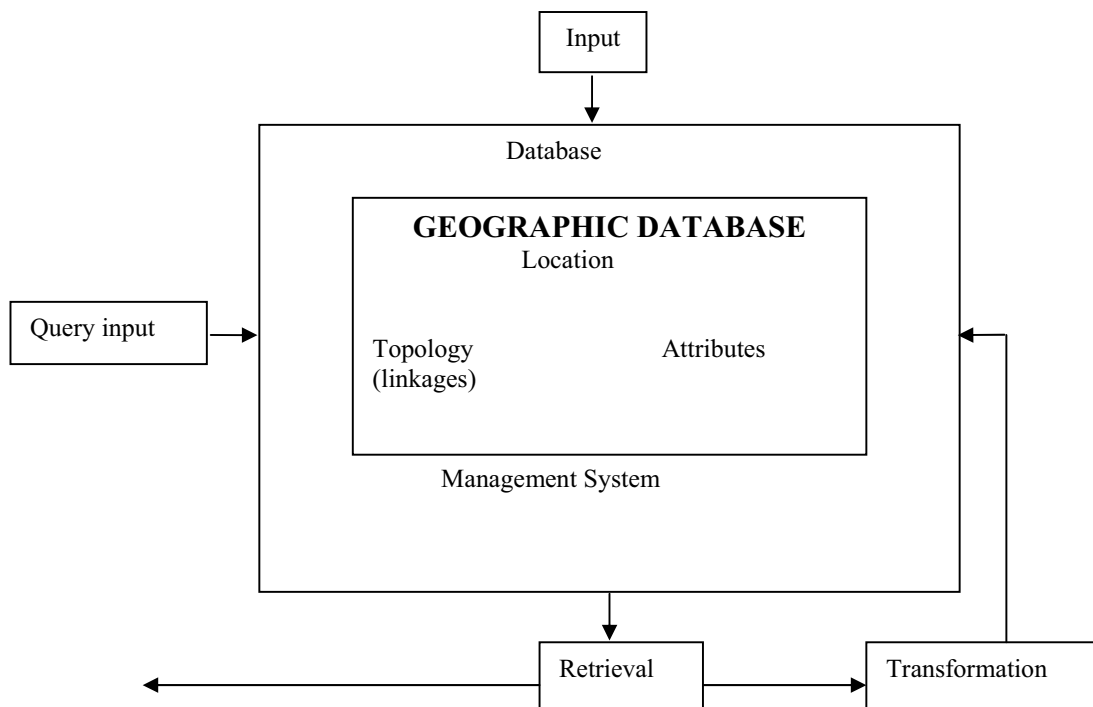 Input
Database
GEOGRAPHIC DATABASE
Location
Query input
Topology
(linkages)
Attributes
Management System
Retrieval
Transformation